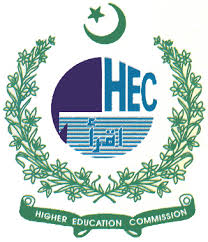 HEC
اقرأ
HIGHER EDUCATION COMMISSION